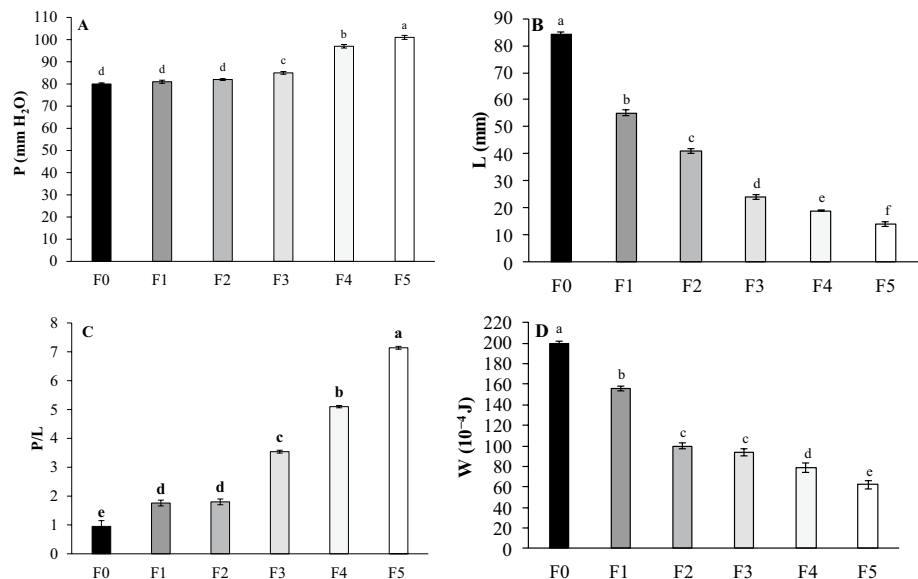 A
P (mm H₂O)
110
100
90
80
70
60
50
40
30
20
10
0
d
d
d
c
b
a
F0
F1
F2
F3
F4
F5
B
L (mm)
90
80
70
60
50
40
30
20
10
0
a
b
c
d
e
f
F0
F1
F2
F3
F4
F5
C
P/L
8
7
6
5
4
3
2
1
0
e
d
d
c
b
a
F0
F1
F2
F3
F4
F5
D
W (10⁻⁴ J)
220
200
180
160
140
120
100
80
60
40
20
0
a
b
c
c
d
e
F0
F1
F2
F3
F4
F5